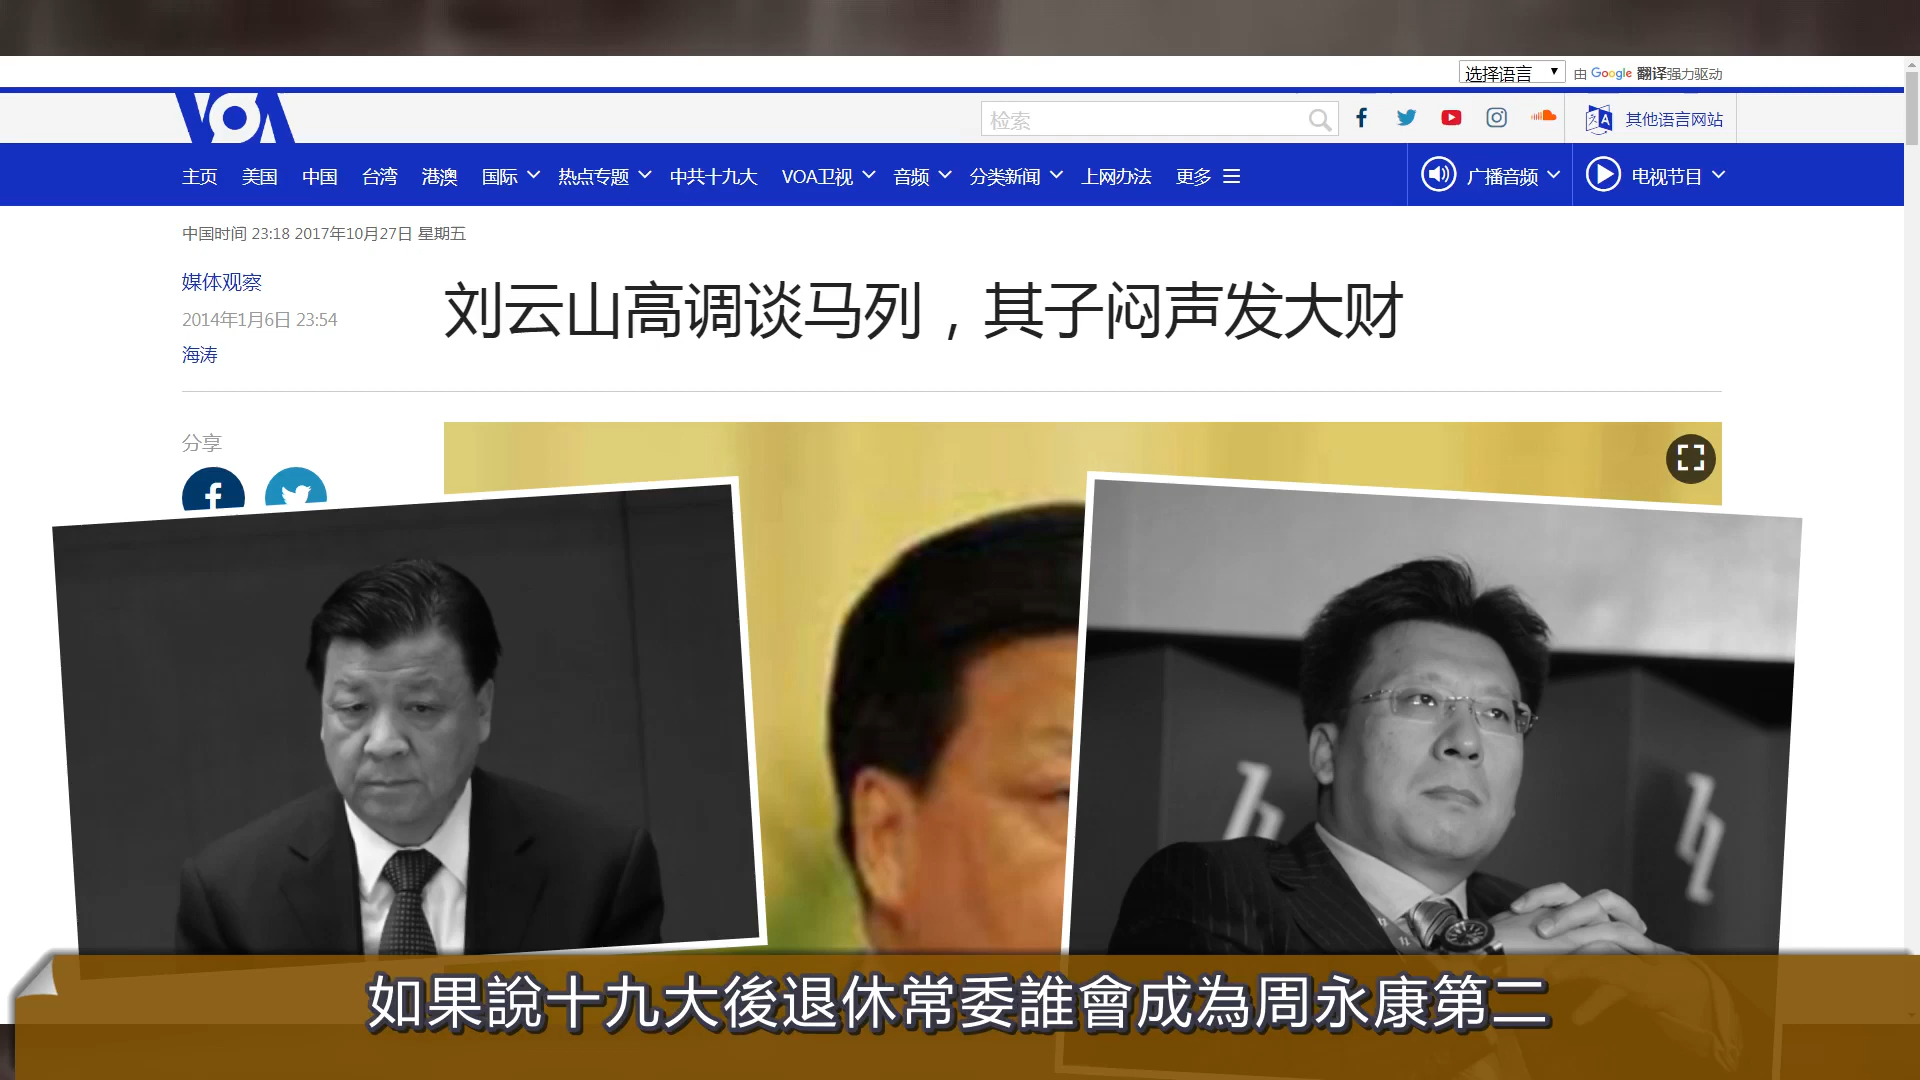 选择语言
由 Google 翻译强力驱动
VOA
检索
其他语言网站
主页 美国 中国 台湾 港澳 国际 热点专题 中共十九大 VOA卫视 音频 分类新闻 上网办法 更多 广播音频 电视节目
中国时间 23:18 2017年10月27日 星期五
媒体观察
2014年1月6日 23:54
海涛
刘云山高调谈马列，其子闷声发大财
分享
如果說十九大後退休常委誰會成為周永康第二